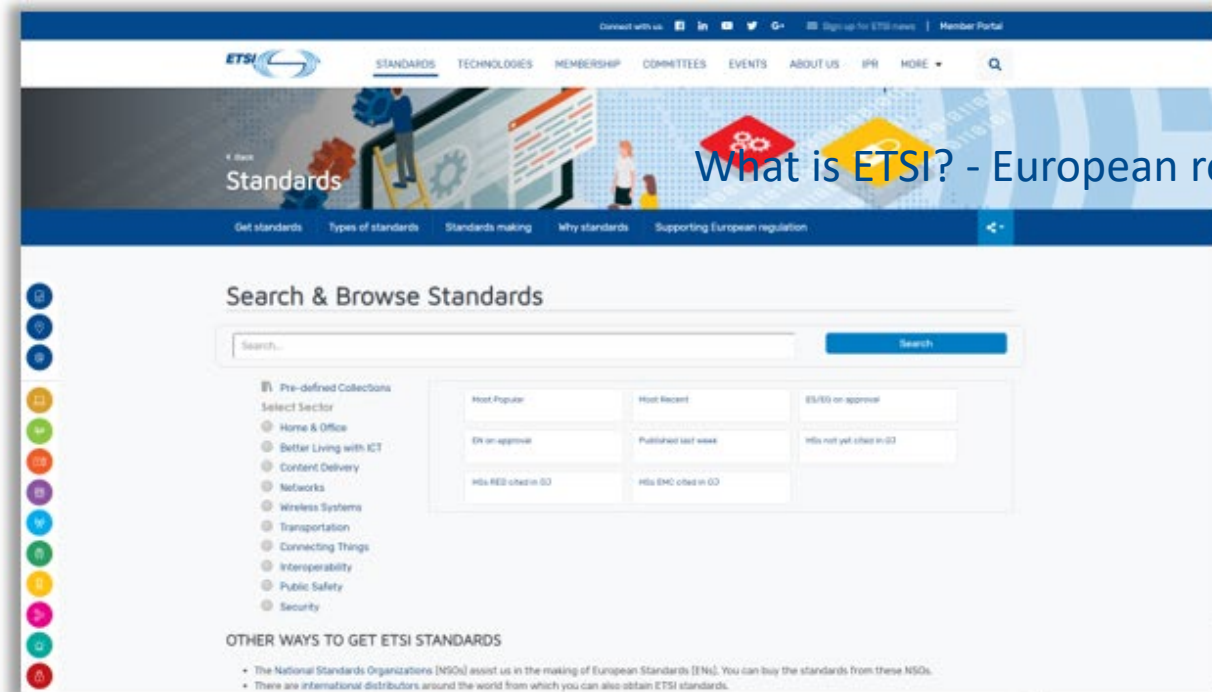 Connect with us Sign up for ETSI news | Member Portal
ETSI STANDARDS TECHNOLOGIES MEMBERSHIP COMMITTEES EVENTS ABOUT US IPR MORE
< Back
Standards
What is ETSI? - European re
Get standards Types of standards Standards making Why standards Supporting European regulation
Search & Browse Standards
Search... Search
Pre-defined Collections
Select Sector
Home & Office
Better Living with ICT
Content Delivery
Networks
Wireless Systems
Transportation
Connecting Things
Interoperability
Public Safety
Security
Most Popular Most Recent ES/EG on approval
EN on approval Published last week HSs not yet cited in OJ
HSs RED cited in OJ HSs EMC cited in OJ
OTHER WAYS TO GET ETSI STANDARDS
• The National Standards Organizations [NSOs] assist us in the making of European Standards [ENs]. You can buy the standards from these NSOs.
• There are international distributors around the world from which you can also obtain ETSI standards.